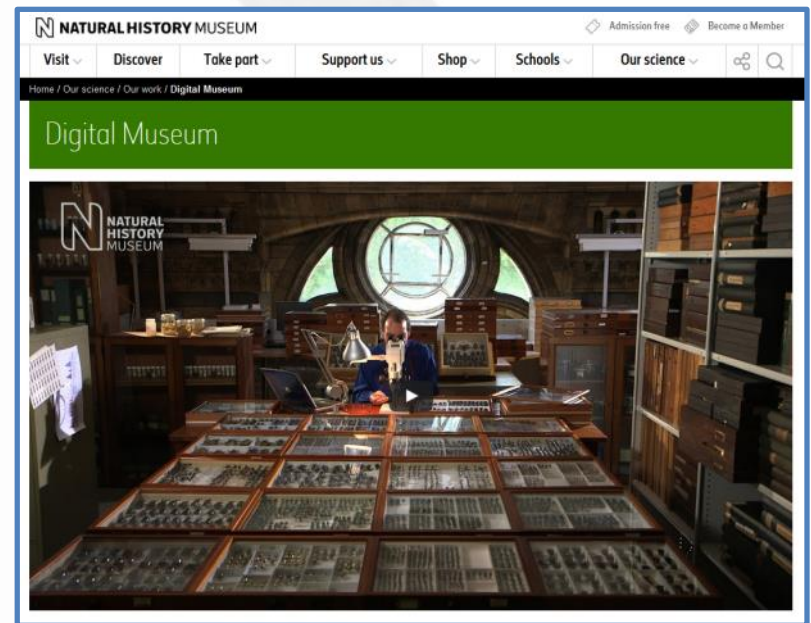 NATURAL HISTORY MUSEUM
Admission free
Become a Member
Visit
Discover
Take part
Support us
Shop
Schools
Our science
Home / Our science / Our work / Digital Museum
Digital Museum
N NATURAL
HISTORY
MUSEUM